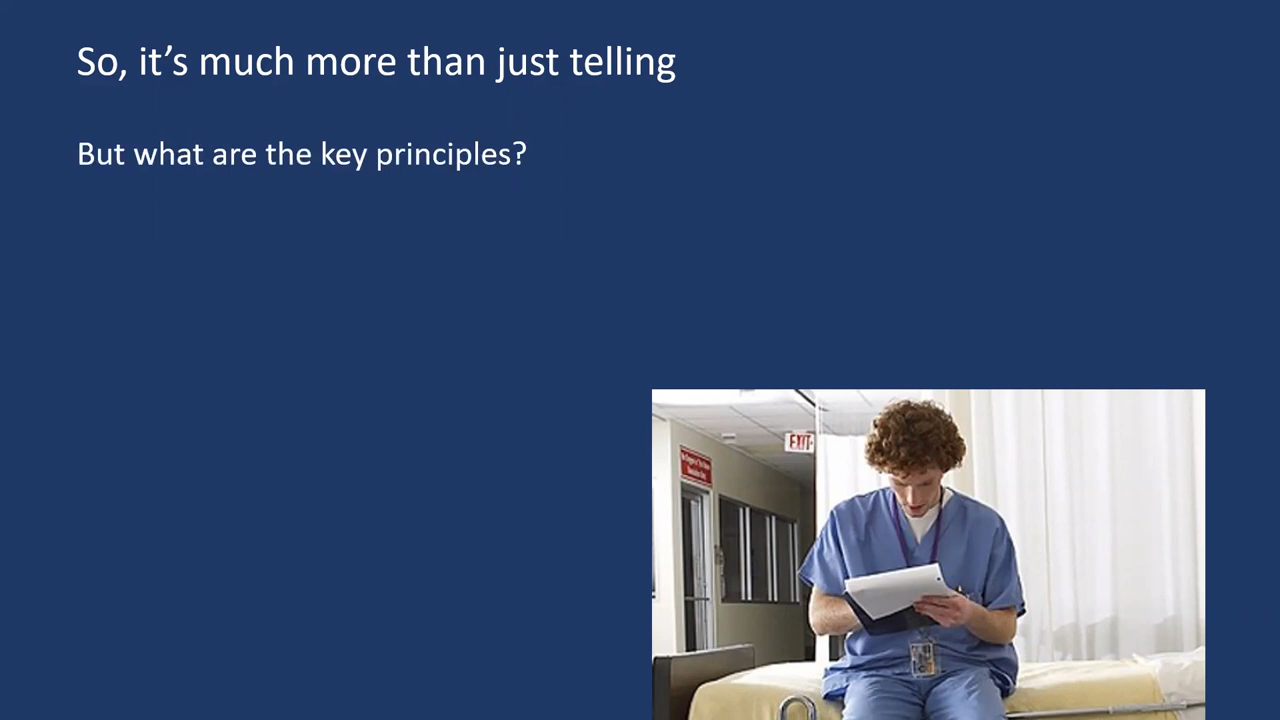 So, it’s much more than just telling
But what are the key principles?
EXIT